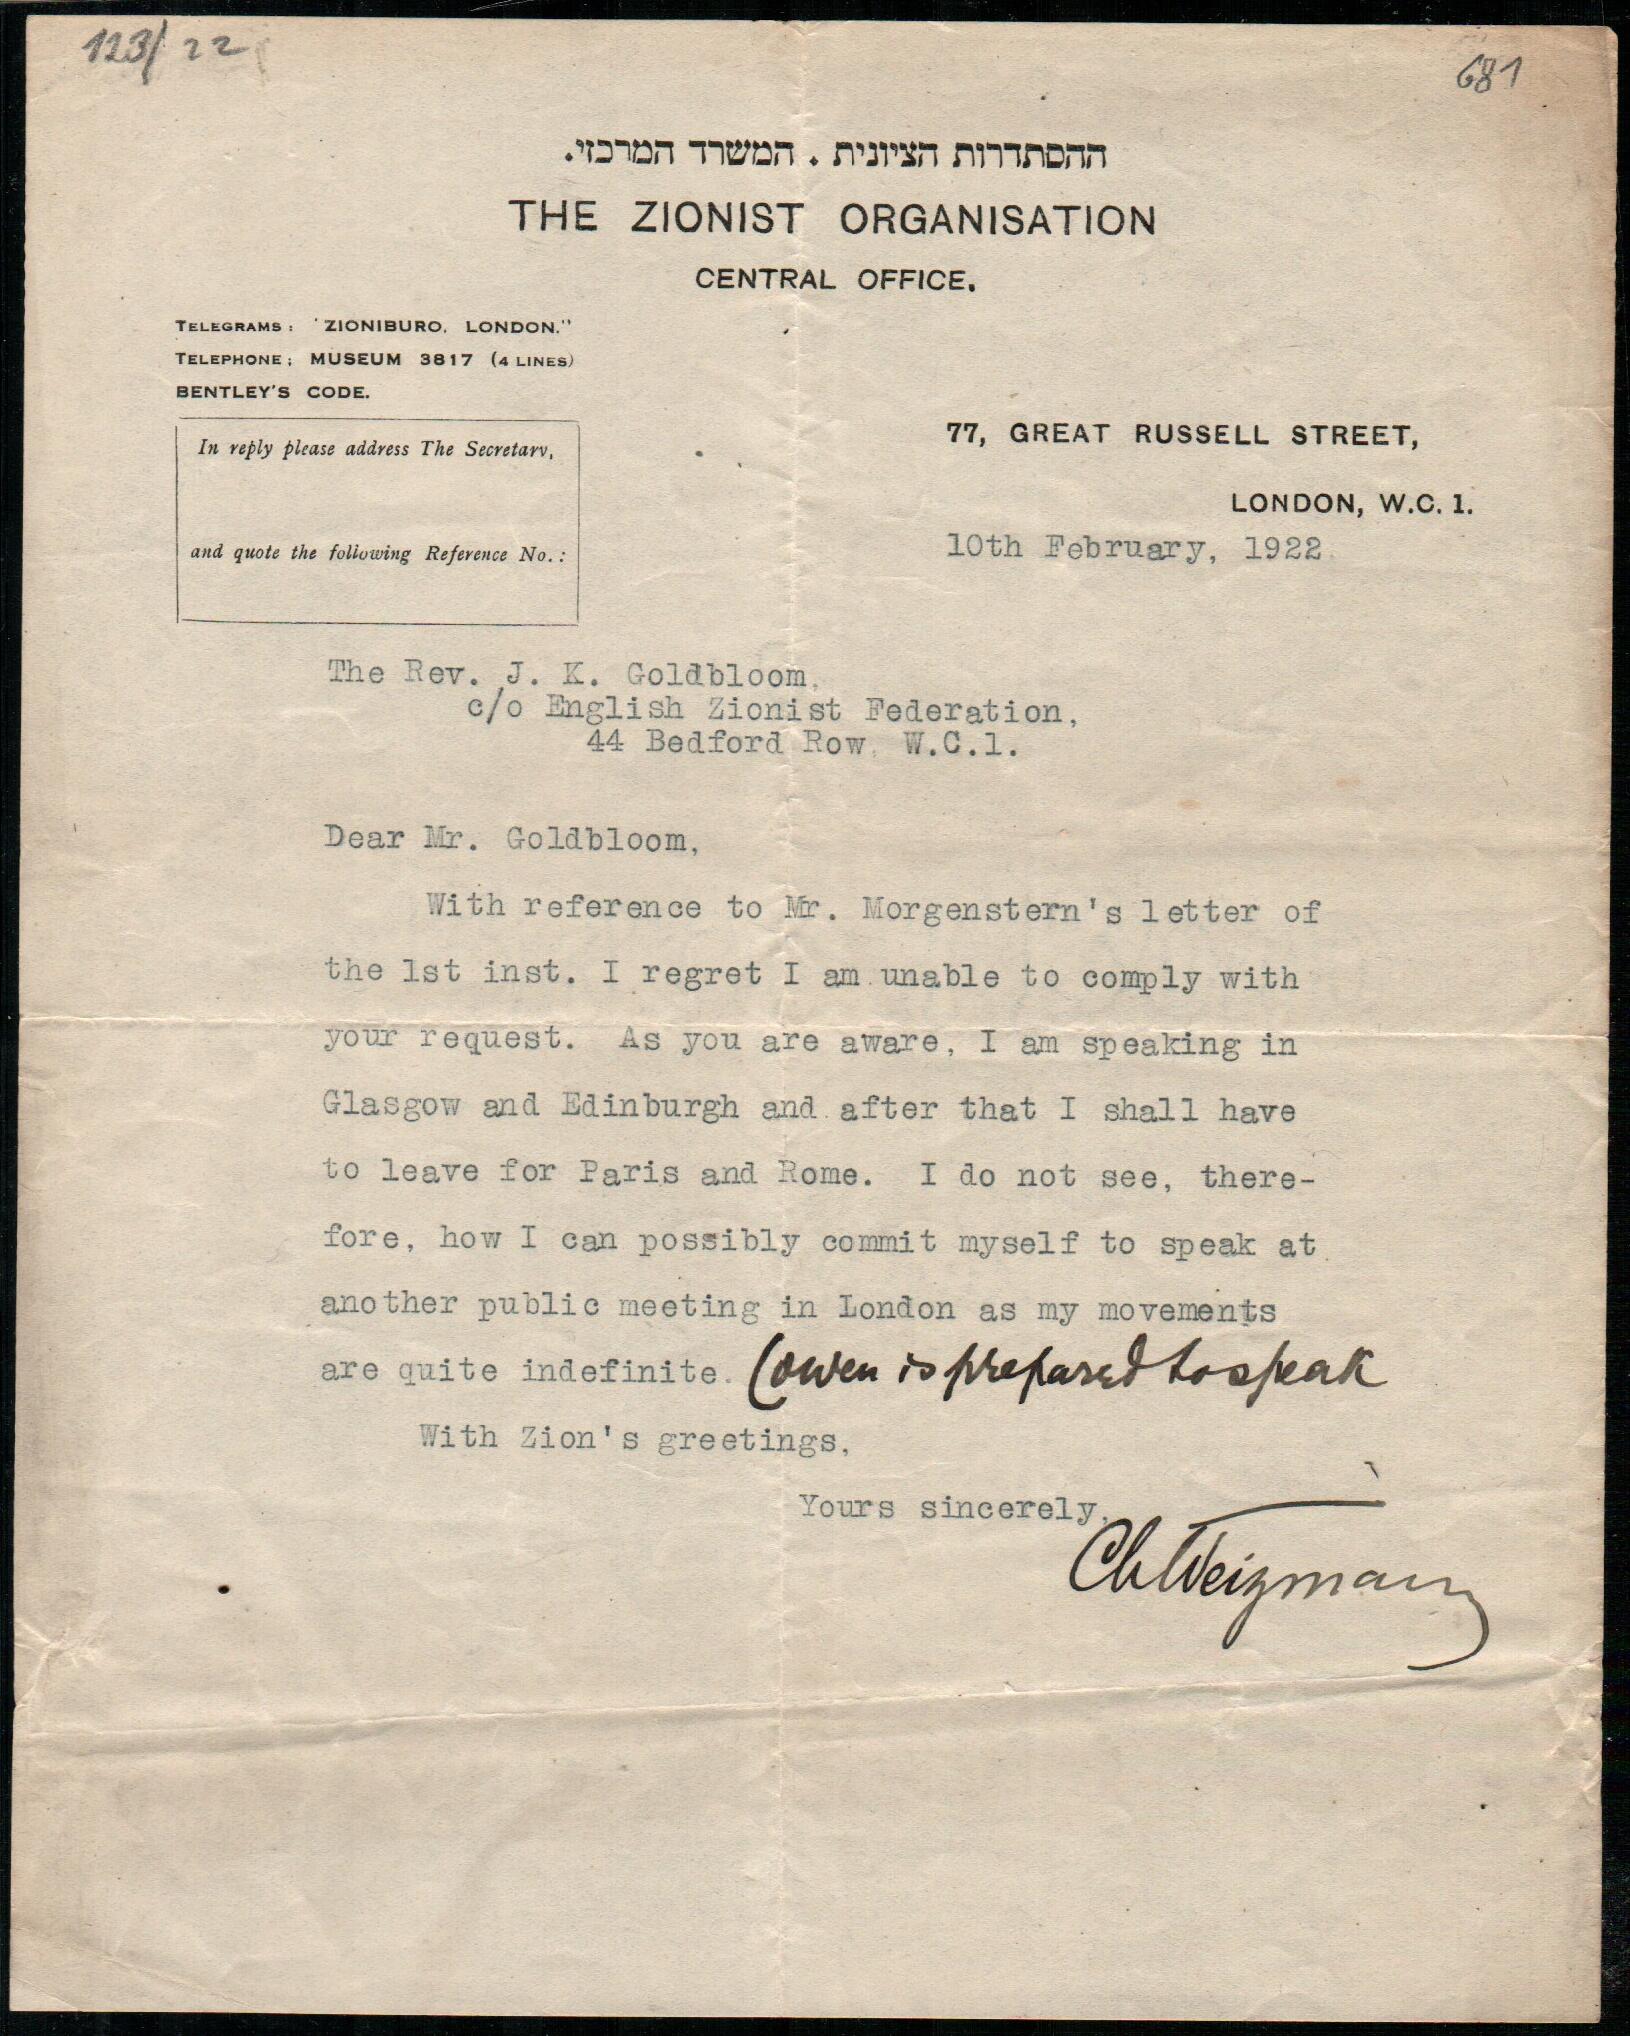 123/22
681
ההסתדרות הציונית . המשרד המרכזי.
THE ZIONIST ORGANISATION
CENTRAL OFFICE.
TELEGRAMS: 'ZIONIBURO, LONDON."
TELEPHONE; MUSEUM 3817 (4 LINES)
BENTLEY'S CODE.
In reply please address The Secretary,
and quote the following Reference No.:
77, GREAT RUSSELL STREET,
LONDON, W.C. 1.
10th February, 1922
The Rev. J. K. Goldbloom,
c/o English Zionist Federation,
44 Bedford Row, W.C.1.
Dear Mr. Goldbloom,
With reference to Mr. Morgenstern's letter of
the 1st inst. I regret I am unable to comply with
your request. As you are aware, I am speaking in
Glasgow and Edinburgh and after that I shall have
to leave for Paris and Rome. I do not see, there-
fore, how I can possibly commit myself to speak at
another public meeting in London as my movements
are quite indefinite. Cowen is prepared to speak
With Zion's greetings,
Yours sincerely,
Ch Weizmann